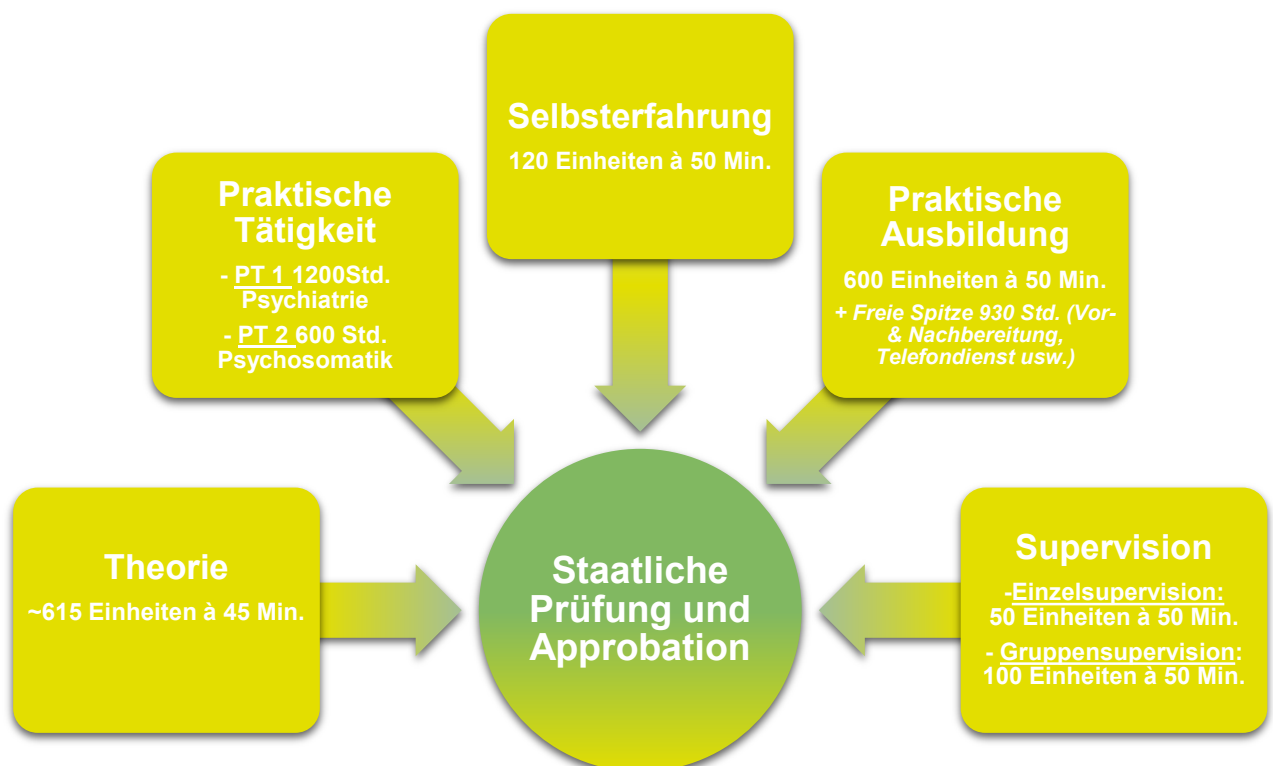 Selbsterfahrung
120 Einheiten à 50 Min.
Praktische
Tätigkeit
- PT 1 1200Std.
Psychiatrie
- PT 2 600 Std.
Psychosomatik
Praktische
Ausbildung
600 Einheiten à 50 Min.
+ Freie Spitze 930 Std. (Vor-
& Nachbereitung,
Telefondienst usw.)
Theorie
~615 Einheiten à 45 Min.
Staatliche
Prüfung und
Approbation
Supervision
-Einzelsupervision:
50 Einheiten à 50 Min.
- Gruppensupervision:
100 Einheiten à 50 Min.